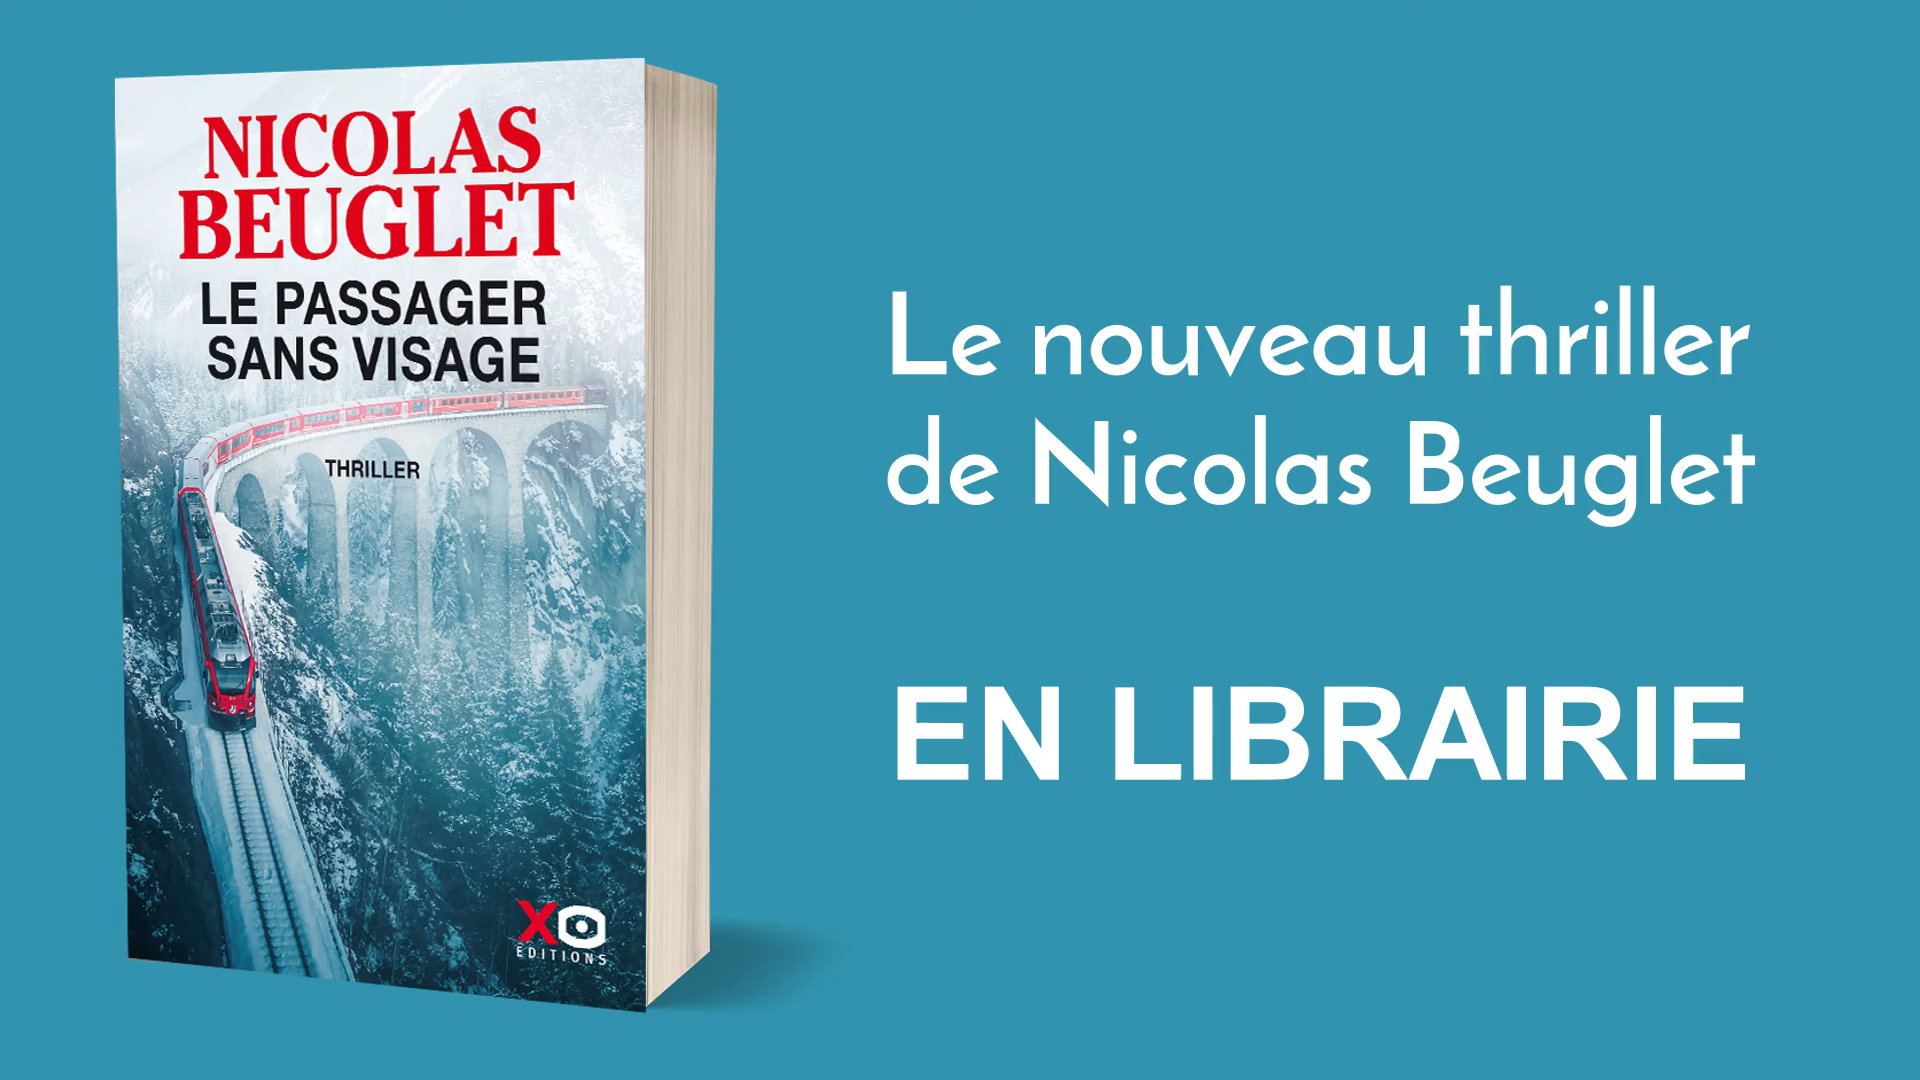 NICOLAS
BEUGLET
LE PASSAGER
SANS VISAGE
THRILLER
XO
EDITIONS
Le nouveau thriller
de Nicolas Beuglet
EN LIBRAIRIE